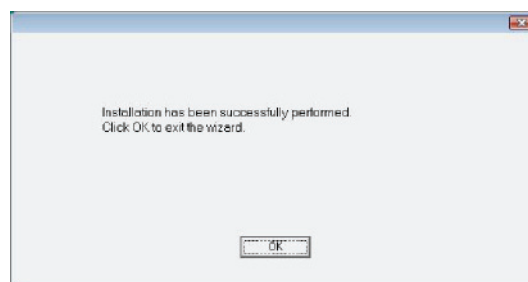 Installation has been successfully performed.
Click OK to exit the wizard.
OK